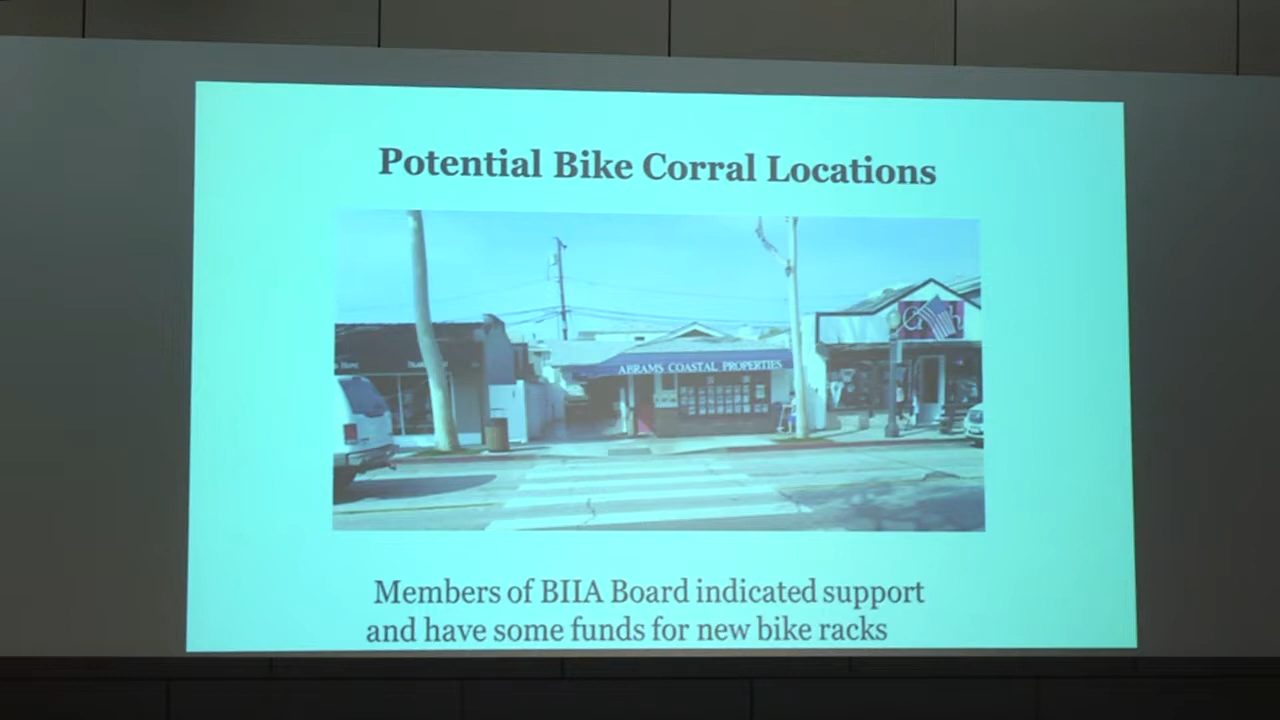 Potential Bike Corral Locations
ABRAMS COASTAL PROPERTIES
Members of BIIA Board indicated support
and have some funds for new bike racks